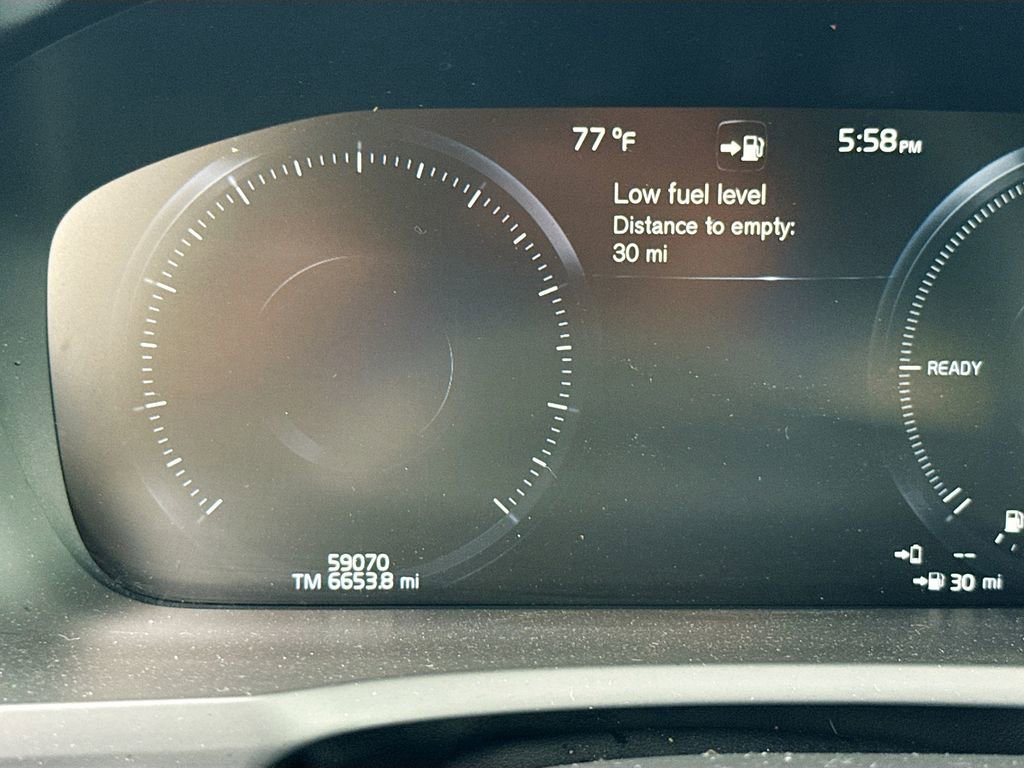 77 °F
5:58PM
Low fuel level
Distance to empty:
30 mi
READY
59070
TM 6653.8 mi
--
30 mi